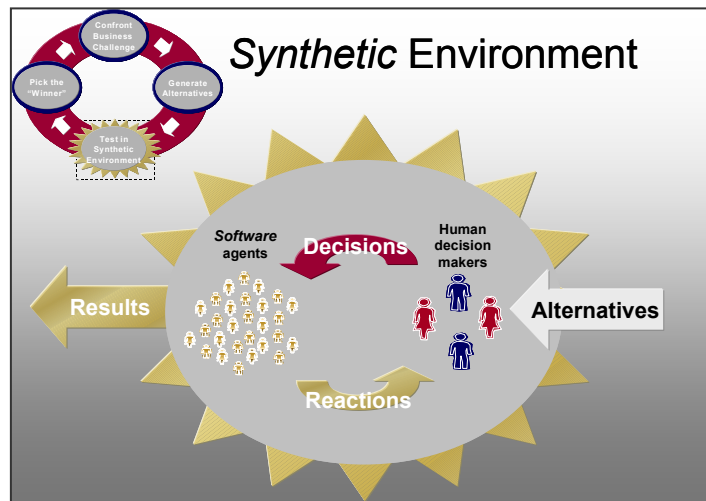 Synthetic Environment
Confront
Business
Challenge
Pick the
“Winner”
Generate
Alternatives
Test in
Synthetic
Environment
Software
agents
Decisions
Human
decision
makers
Results
Alternatives
Reactions